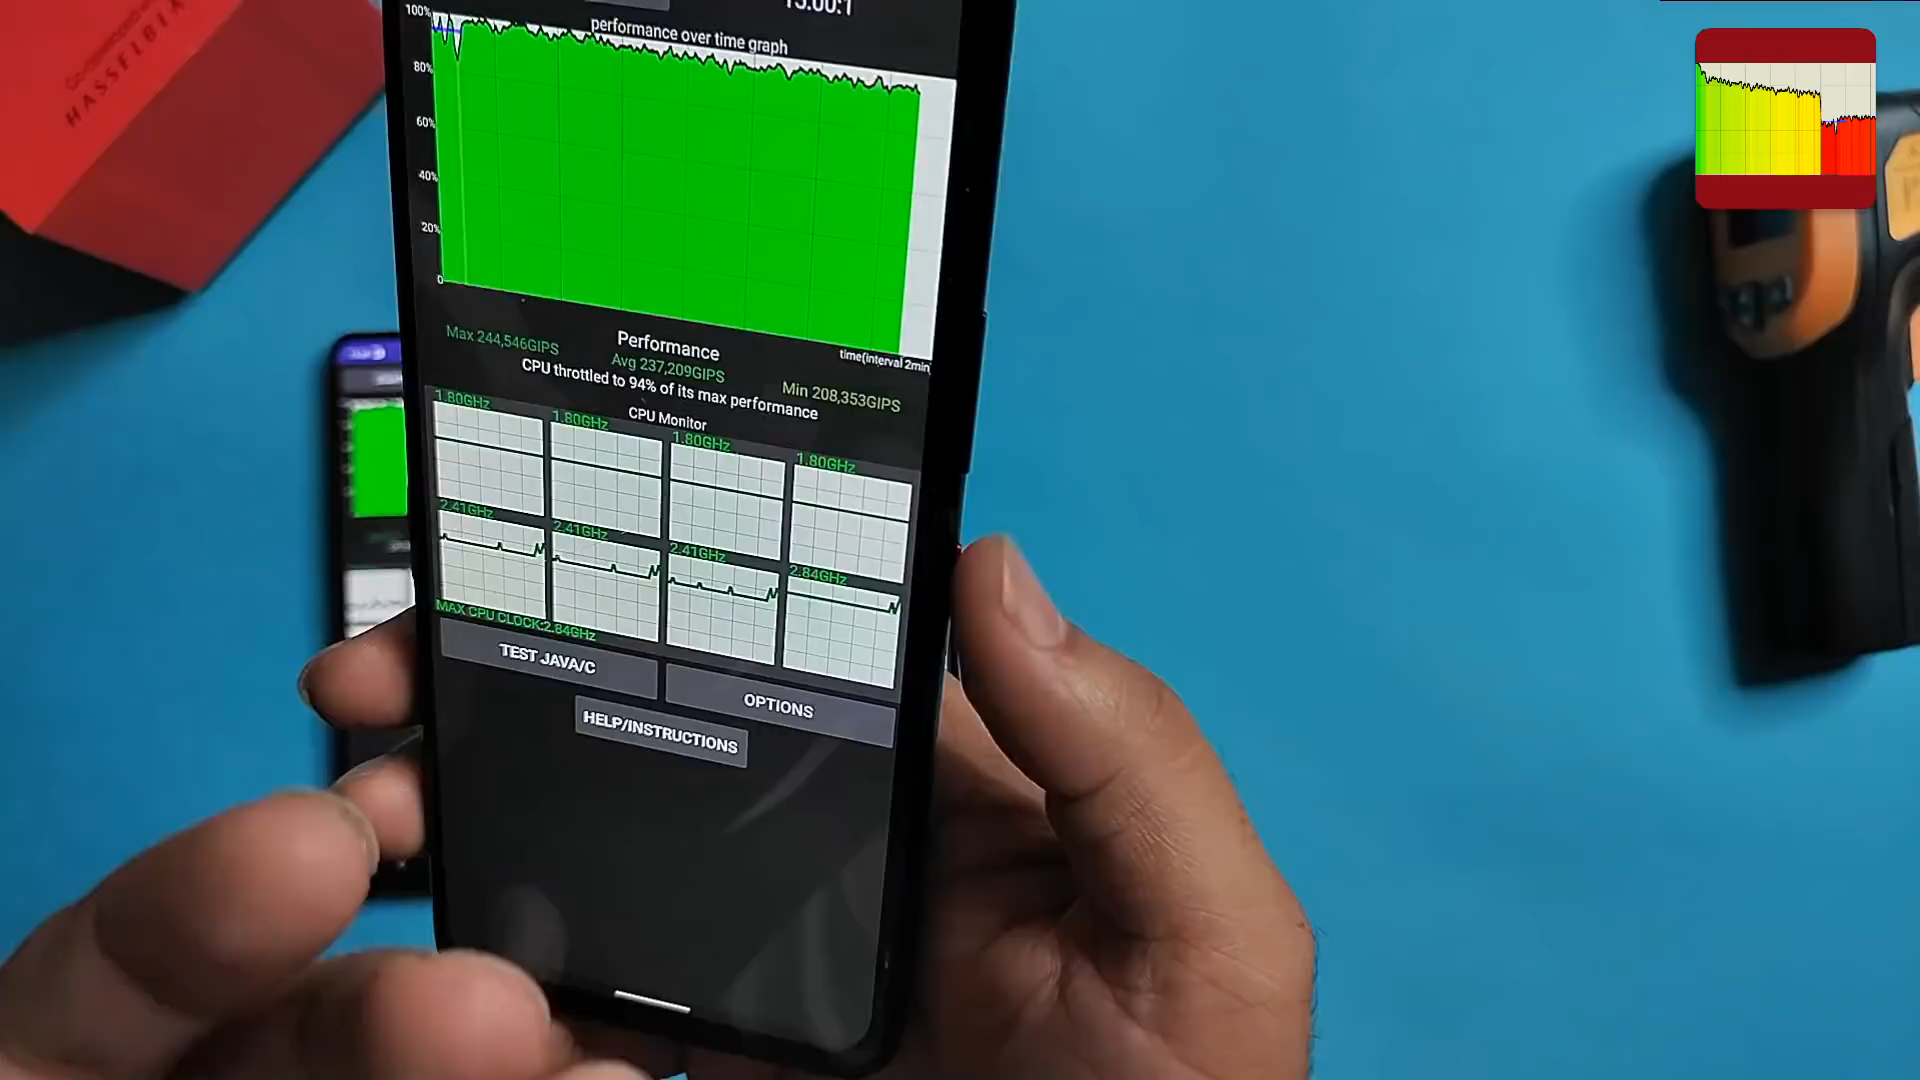 HASSELBLA
15:00:1
performance over time graph
100%
80%
60%
40%
20%
0
time(interval 2min)
Performance
Max 244,546GIPS
Avg 237,209GIPS
Min 208,353GIPS
CPU throttled to 94% of its max performance
CPU Monitor
1.80GHz
1.80GHz
1.80GHz
1.80GHz
2.41GHz
2.41GHz
2.41GHz
2.84GHz
MAX CPU CLOCK:2.84GHz
TEST JAVA/C
OPTIONS
HELP/INSTRUCTIONS